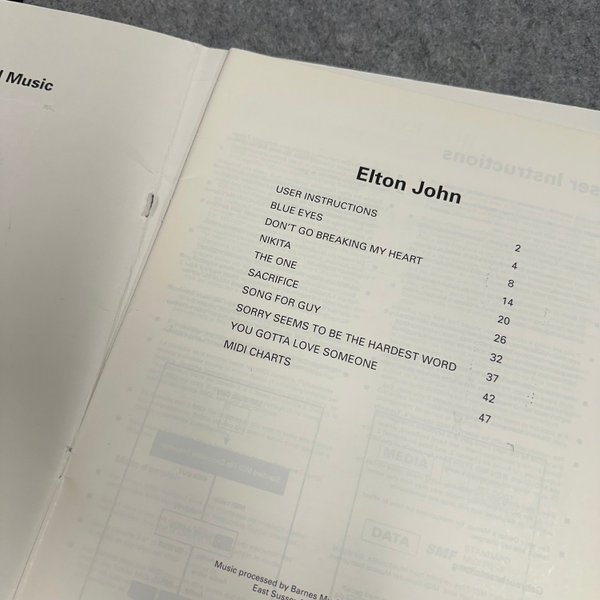 Music
Elton John
USER INSTRUCTIONS 2
BLUE EYES 4
DON'T GO BREAKING MY HEART 8
NIKITA 14
THE ONE 20
SACRIFICE 26
SONG FOR GUY 32
SORRY SEEMS TO BE THE HARDEST WORD 37
YOU GOTTA LOVE SOMEONE 42
MIDI CHARTS 47
Music processed by Barnes
East